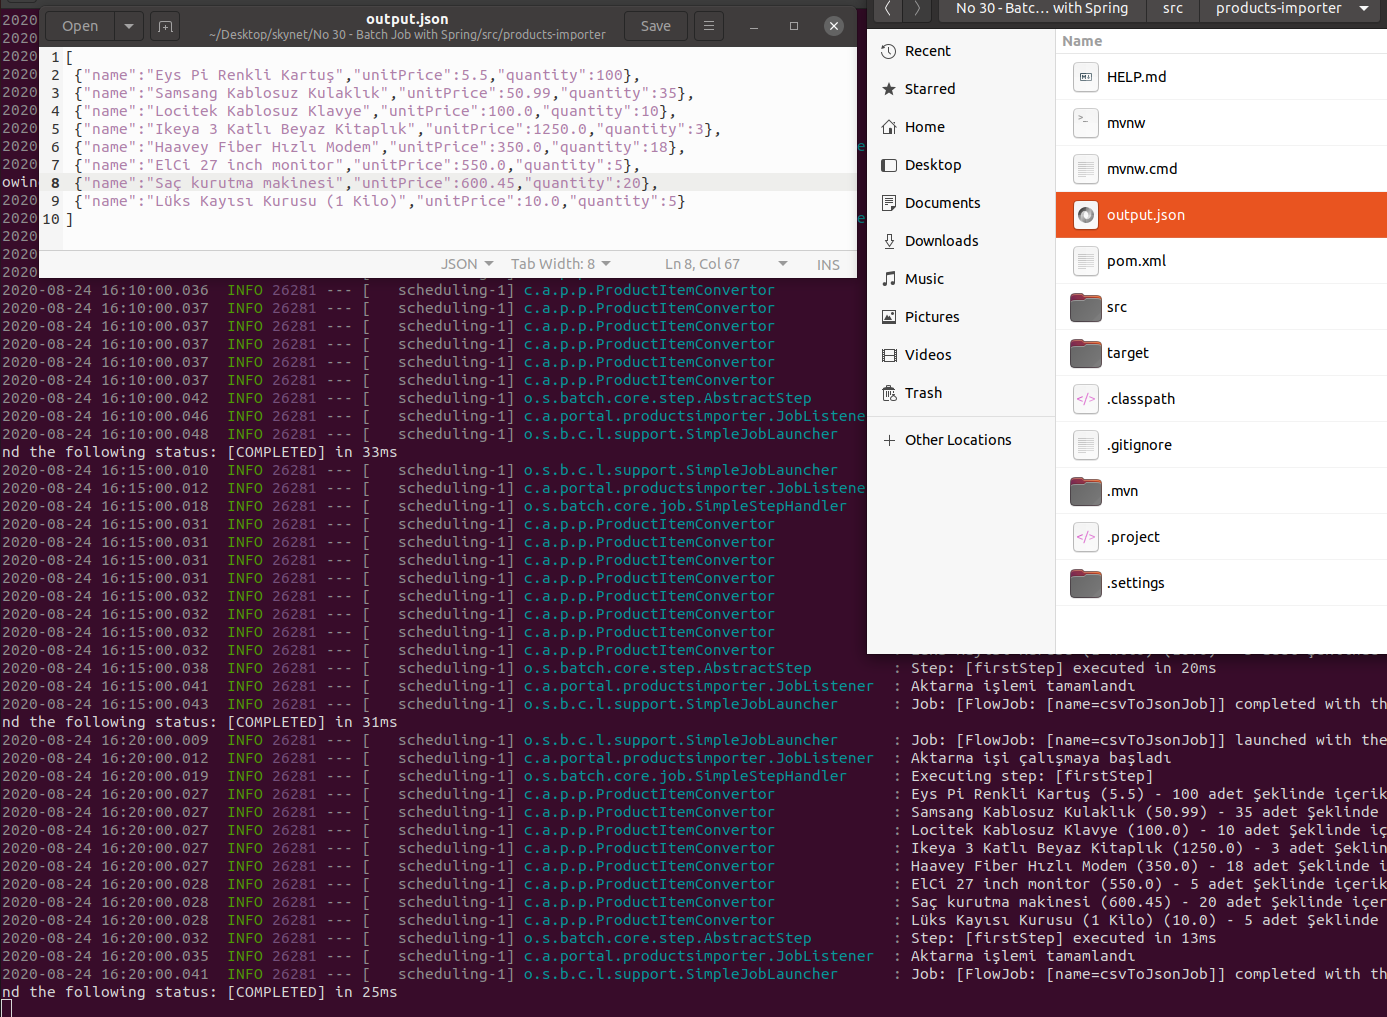 Open
output.json
~/Desktop/skynet/No 30 - Batch Job with Spring/src/products-importer
Save
1 [
2 {"name":"Eys Pi Renkli Kartuş","unitPrice":5.5,"quantity":100},
3 {"name":"Samsang Kablosuz Kulaklık","unitPrice":50.99,"quantity":35},
4 {"name":"Locitek Kablosuz Klavye","unitPrice":100.0,"quantity":10},
5 {"name":"Ikeya 3 Katlı Beyaz Kitaplık","unitPrice":1250.0,"quantity":3},
6 {"name":"Haavey Fiber Hızlı Modem","unitPrice":350.0,"quantity":18},
7 {"name":"ElCi 27 inch monitor","unitPrice":550.0,"quantity":5},
8 {"name":"Saç kurutma makinesi","unitPrice":600.45,"quantity":20},
9 {"name":"Lüks Kayısı Kurusu (1 Kilo)","unitPrice":10.0,"quantity":5}
10 ]
JSON Tab Width: 8 Ln 8, Col 67 INS
No 30 - Batc... with Spring src products-importer
Recent
Starred
Home
Desktop
Documents
Downloads
Music
Pictures
Videos
Trash
Other Locations
Name
HELP.md
mvnw
mvnw.cmd
output.json
pom.xml
src
target
.classpath
.gitignore
.mvn
.project
.settings
2020
2020
2020
2020
2020
2020
2020
2020
2020
owin
2020
2020
2020
2020
2020
2020-08-24 16:10:00.036 INFO 26281 --- [ scheduling-1] c.a.p.p.ProductItemConvertor
2020-08-24 16:10:00.037 INFO 26281 --- [ scheduling-1] c.a.p.p.ProductItemConvertor
2020-08-24 16:10:00.037 INFO 26281 --- [ scheduling-1] c.a.p.p.ProductItemConvertor
2020-08-24 16:10:00.037 INFO 26281 --- [ scheduling-1] c.a.p.p.ProductItemConvertor
2020-08-24 16:10:00.037 INFO 26281 --- [ scheduling-1] c.a.p.p.ProductItemConvertor
2020-08-24 16:10:00.037 INFO 26281 --- [ scheduling-1] c.a.p.p.ProductItemConvertor
2020-08-24 16:10:00.042 INFO 26281 --- [ scheduling-1] o.s.batch.core.step.AbstractStep
2020-08-24 16:10:00.046 INFO 26281 --- [ scheduling-1] c.a.portal.productsimporter.JobListener
2020-08-24 16:10:00.048 INFO 26281 --- [ scheduling-1] o.s.b.c.l.support.SimpleJobLauncher
nd the following status: [COMPLETED] in 33ms
2020-08-24 16:15:00.010 INFO 26281 --- [ scheduling-1] o.s.b.c.l.support.SimpleJobLauncher
2020-08-24 16:15:00.012 INFO 26281 --- [ scheduling-1] c.a.portal.productsimporter.JobListene
2020-08-24 16:15:00.018 INFO 26281 --- [ scheduling-1] o.s.batch.core.job.SimpleStepHandler
2020-08-24 16:15:00.031 INFO 26281 --- [ scheduling-1] c.a.p.p.ProductItemConvertor
2020-08-24 16:15:00.031 INFO 26281 --- [ scheduling-1] c.a.p.p.ProductItemConvertor
2020-08-24 16:15:00.031 INFO 26281 --- [ scheduling-1] c.a.p.p.ProductItemConvertor
2020-08-24 16:15:00.031 INFO 26281 --- [ scheduling-1] c.a.p.p.ProductItemConvertor
2020-08-24 16:15:00.032 INFO 26281 --- [ scheduling-1] c.a.p.p.ProductItemConvertor
2020-08-24 16:15:00.032 INFO 26281 --- [ scheduling-1] c.a.p.p.ProductItemConvertor
2020-08-24 16:15:00.032 INFO 26281 --- [ scheduling-1] c.a.p.p.ProductItemConvertor
2020-08-24 16:15:00.032 INFO 26281 --- [ scheduling-1] c.a.p.p.ProductItemConvertor
2020-08-24 16:15:00.038 INFO 26281 --- [ scheduling-1] o.s.batch.core.step.AbstractStep : Step: [firstStep] executed in 20ms
2020-08-24 16:15:00.041 INFO 26281 --- [ scheduling-1] c.a.portal.productsimporter.JobListener : Aktarma işlemi tamamlandı
2020-08-24 16:15:00.043 INFO 26281 --- [ scheduling-1] o.s.b.c.l.support.SimpleJobLauncher : Job: [FlowJob: [name=csvToJsonJob]] completed with th
nd the following status: [COMPLETED] in 31ms
2020-08-24 16:20:00.009 INFO 26281 --- [ scheduling-1] o.s.b.c.l.support.SimpleJobLauncher : Job: [FlowJob: [name=csvToJsonJob]] launched with the
2020-08-24 16:20:00.012 INFO 26281 --- [ scheduling-1] c.a.portal.productsimporter.JobListener : Aktarma işi çalışmaya başladı
2020-08-24 16:20:00.019 INFO 26281 --- [ scheduling-1] o.s.batch.core.job.SimpleStepHandler : Executing step: [firstStep]
2020-08-24 16:20:00.027 INFO 26281 --- [ scheduling-1] c.a.p.p.ProductItemConvertor : Eys Pi Renkli Kartuş (5.5) - 100 adet Şeklinde içerik
2020-08-24 16:20:00.027 INFO 26281 --- [ scheduling-1] c.a.p.p.ProductItemConvertor : Samsang Kablosuz Kulaklık (50.99) - 35 adet Şeklinde
2020-08-24 16:20:00.027 INFO 26281 --- [ scheduling-1] c.a.p.p.ProductItemConvertor : Locitek Kablosuz Klavye (100.0) - 10 adet Şeklinde iç
2020-08-24 16:20:00.027 INFO 26281 --- [ scheduling-1] c.a.p.p.ProductItemConvertor : Ikeya 3 Katlı Beyaz Kitaplık (1250.0) - 3 adet Şeklin
2020-08-24 16:20:00.027 INFO 26281 --- [ scheduling-1] c.a.p.p.ProductItemConvertor : Haavey Fiber Hızlı Modem (350.0) - 18 adet Şeklinde i
2020-08-24 16:20:00.028 INFO 26281 --- [ scheduling-1] c.a.p.p.ProductItemConvertor : ElCi 27 inch monitor (550.0) - 5 adet Şeklinde içerik
2020-08-24 16:20:00.028 INFO 26281 --- [ scheduling-1] c.a.p.p.ProductItemConvertor : Saç kurutma makinesi (600.45) - 20 adet Şeklinde içer
2020-08-24 16:20:00.028 INFO 26281 --- [ scheduling-1] c.a.p.p.ProductItemConvertor : Lüks Kayısı Kurusu (1 Kilo) (10.0) - 5 adet Şeklinde
2020-08-24 16:20:00.032 INFO 26281 --- [ scheduling-1] o.s.batch.core.step.AbstractStep : Step: [firstStep] executed in 13ms
2020-08-24 16:20:00.035 INFO 26281 --- [ scheduling-1] c.a.portal.productsimporter.JobListener : Aktarma işlemi tamamlandı
2020-08-24 16:20:00.041 INFO 26281 --- [ scheduling-1] o.s.b.c.l.support.SimpleJobLauncher : Job: [FlowJob: [name=csvToJsonJob]] completed with th
nd the following status: [COMPLETED] in 25ms